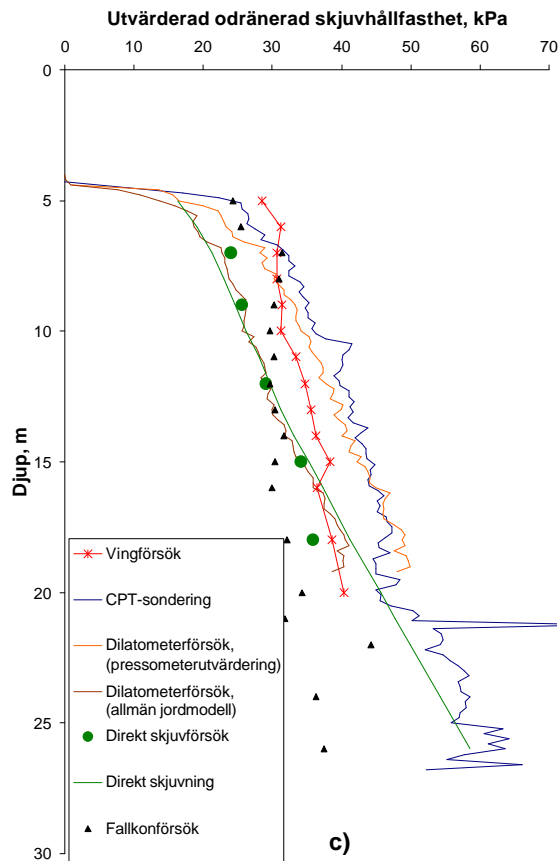 Utvärderad odränerad skjuvhållfasthet, kPa
0 10 20 30 40 50 60 70
0
5
10
15
20
25
30
Djup, m
Vingförsök
CPT-sondering
Dilatometerförsök,
(pressometerutvärdering)
Dilatometerförsök,
(allmän jordmodell)
Direkt skjuvförsök
Direkt skjuvning
Fallkonförsök
c)